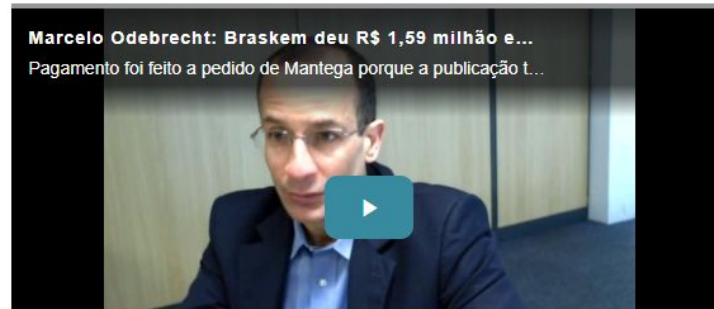 Marcelo Odebrecht: Braskem deu R$ 1,59 milhão e...
Pagamento foi feito a pedido de Mantega porque a publicação t...